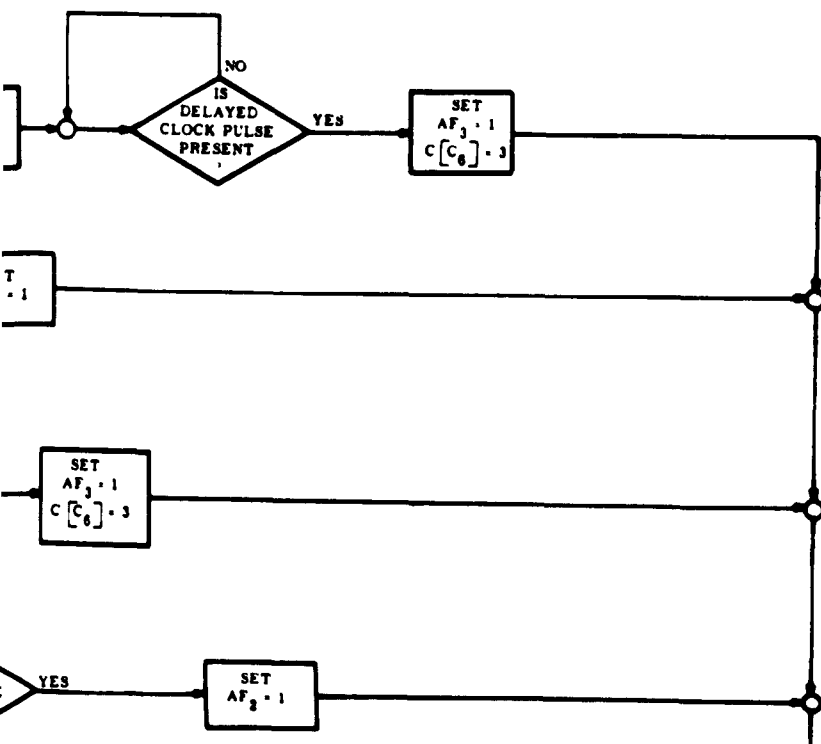 NO
IS
DELAYED
CLOCK PULSE
PRESENT
YES
SET
AF₃ = 1
C[C₆] = 3
T
= 1
SET
AF₃ = 1
C[C₆] = 3
YES
SET
AF₂ = 1